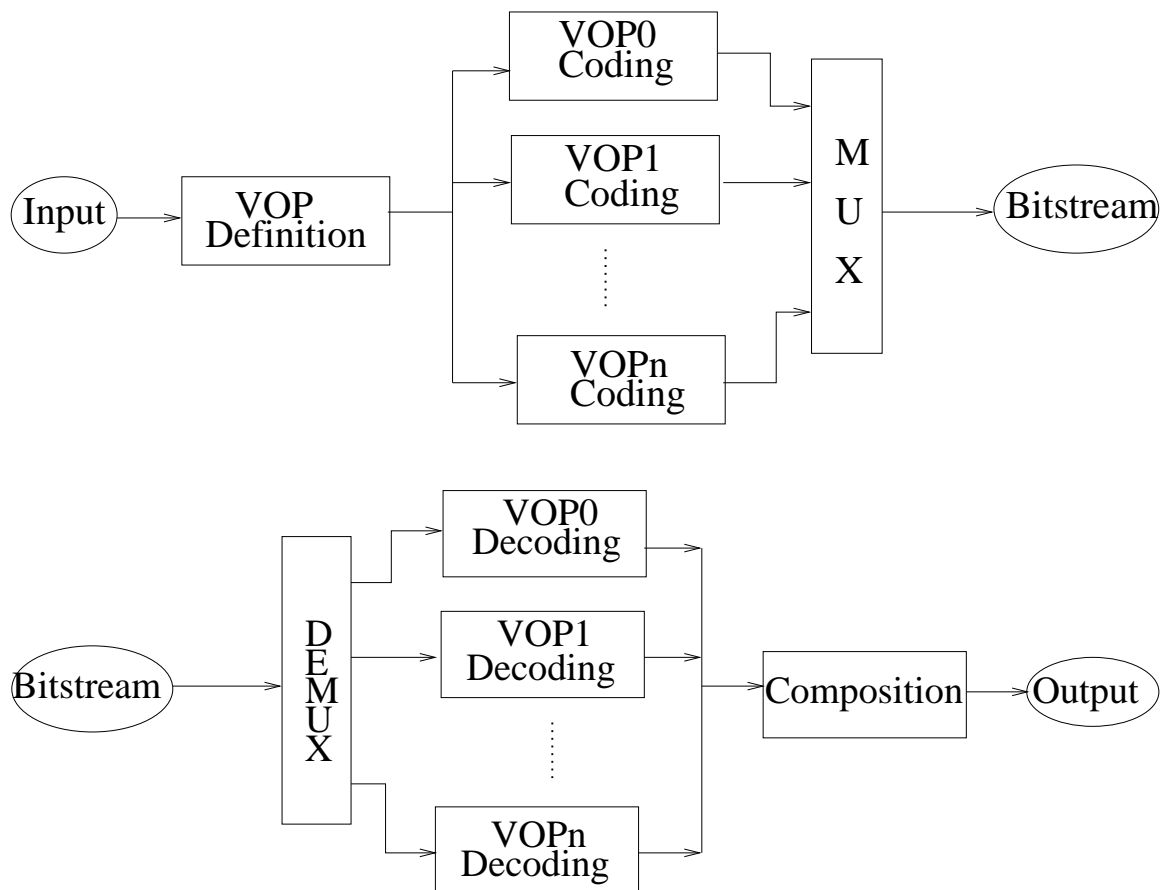 VOP0
Coding
VOP1
Coding
M
U
X
Input
VOP
Definition
Bitstream
VOPn
Coding
VOP0
Decoding
D
E
M
U
X
VOP1
Decoding
Bitstream
Composition
Output
VOPn
Decoding